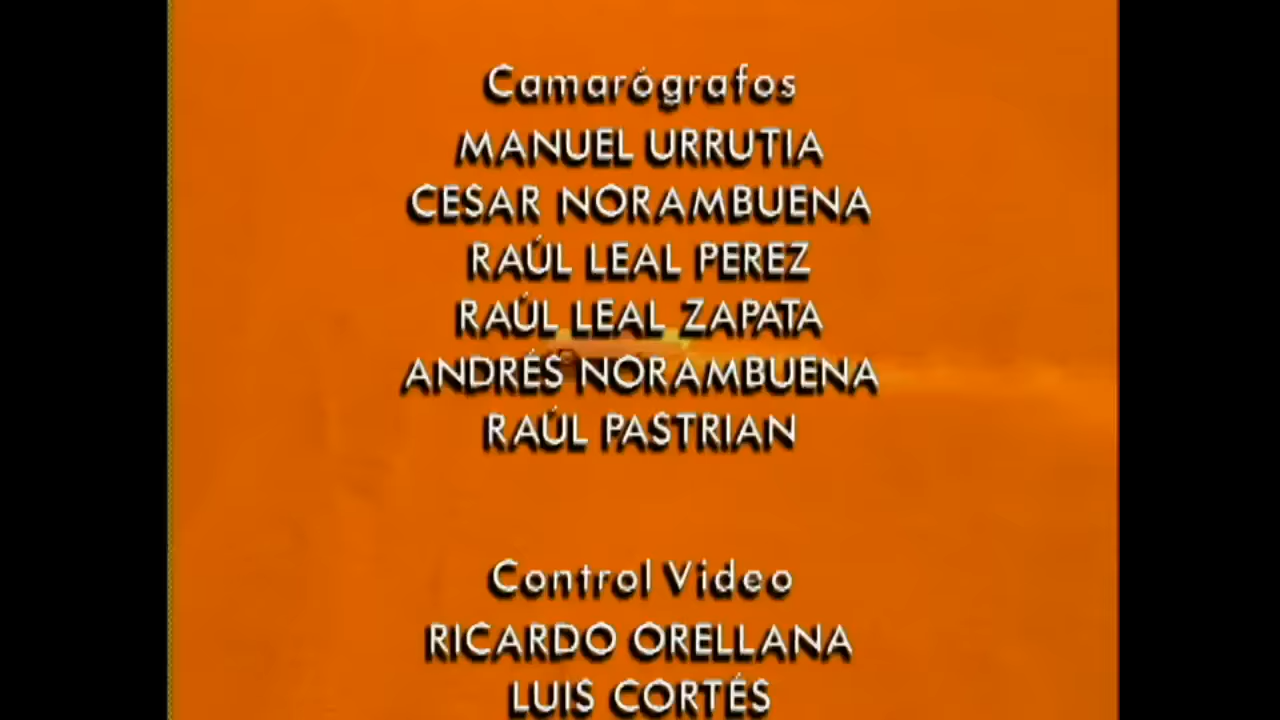 Camarógrafos
MANUEL URRUTIA
CESAR NORAMBUENA
RAÚL LEAL PEREZ
RAÚL LEAL ZAPATA
ANDRÉS NORAMBUENA
RAÚL PASTRIAN
Control Video
RICARDO ORELLANA
LUIS CORTÉS